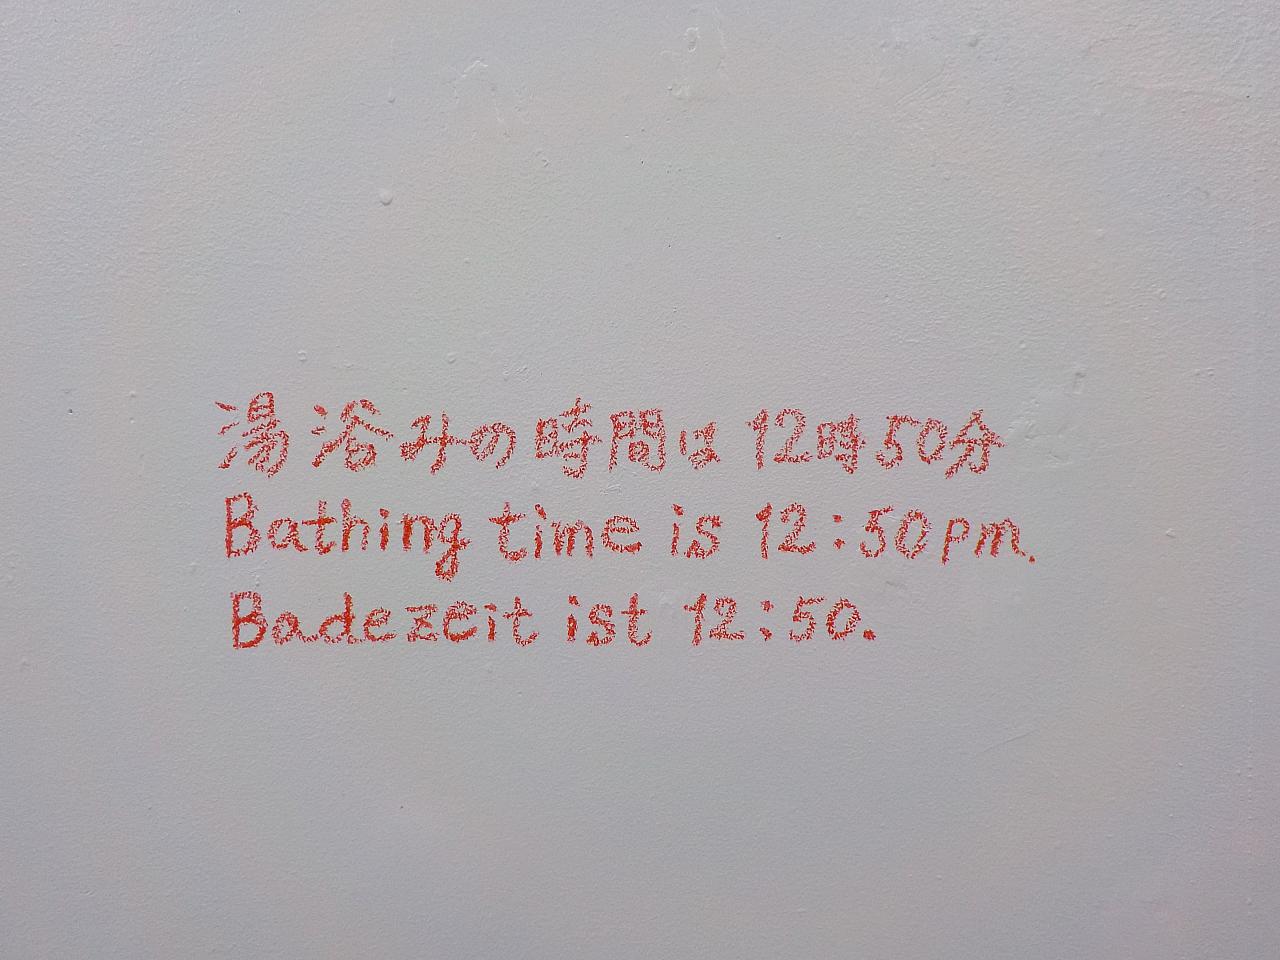 湯浴みの時間は12時50分
Bathing time is 12:50pm.
Badezeit ist 12:50.